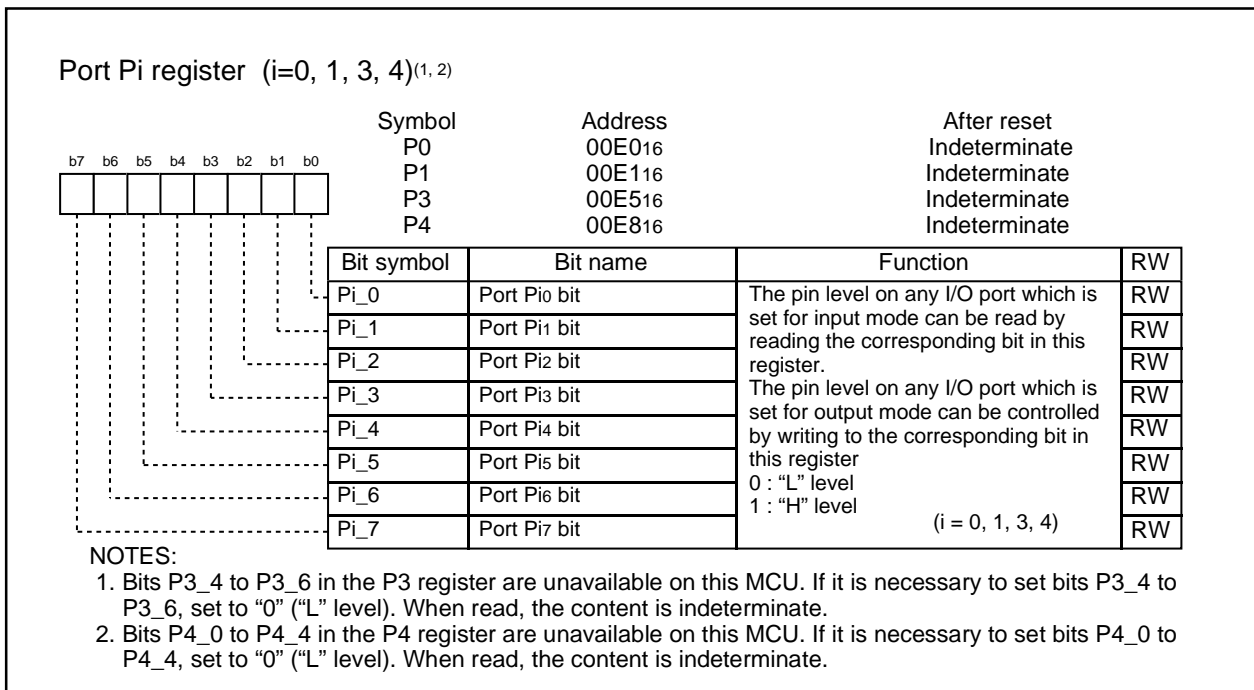 Port Pi register (i=0, 1, 3, 4)(1, 2)
Symbol Address After reset
P0 00E016 Indeterminate
P1 00E116 Indeterminate
P3 00E516 Indeterminate
P4 00E816 Indeterminate
b7 b6 b5 b4 b3 b2 b1 b0
Bit symbol Bit name Function RW
Pi_0 Port Pi0 bit RW
Pi_1 Port Pi1 bit RW
Pi_2 Port Pi2 bit RW
Pi_3 Port Pi3 bit RW
Pi_4 Port Pi4 bit RW
Pi_5 Port Pi5 bit RW
Pi_6 Port Pi6 bit RW
Pi_7 Port Pi7 bit RW
The pin level on any I/O port which is
set for input mode can be read by
reading the corresponding bit in this
register.
The pin level on any I/O port which is
set for output mode can be controlled
by writing to the corresponding bit in
this register
0 : “L” level
1 : “H” level
(i = 0, 1, 3, 4)
NOTES:
1. Bits P3_4 to P3_6 in the P3 register are unavailable on this MCU. If it is necessary to set bits P3_4 to
P3_6, set to “0” (“L” level). When read, the content is indeterminate.
2. Bits P4_0 to P4_4 in the P4 register are unavailable on this MCU. If it is necessary to set bits P4_0 to
P4_4, set to “0” (“L” level). When read, the content is indeterminate.